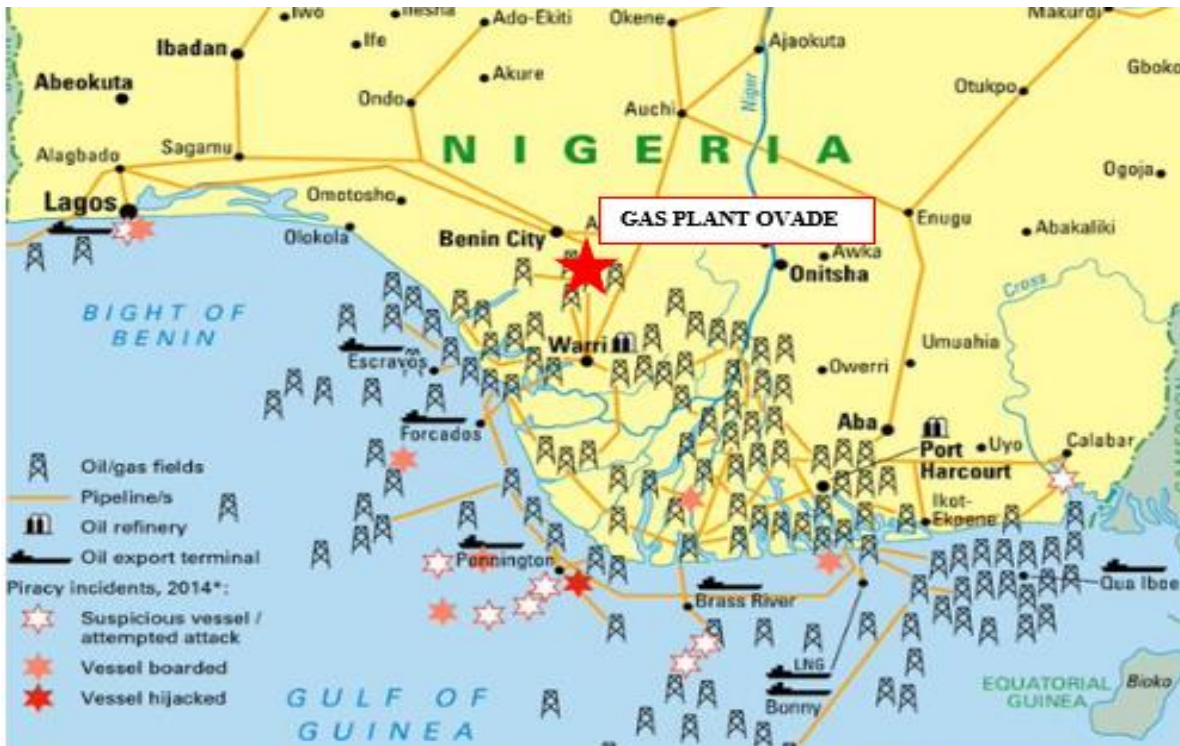 Iwo
Ilesha
Ado-Ekiti
Okene
Makurdi
Ibadan
Ife
Ajaokuta
Gboko
Akure
Otukpo
Abeokuta
Ondo
Auchi
Niger
NIGERIA
Alagbado
Sagamu
Ogoja
Omotosho
Lagos
GAS PLANT OVADE
Enugu
Olokola
Benin City
Abakaliki
Awka
Onitsha
Cross
BIGHT OF
BENIN
Warri
Umuahia
Escravos
Owerri
Forcados
Aba
Port
Harcourt
Uyo
Calabar
Ikot-
Ekpene
Oil/gas fields
Pipeline/s
Oil refinery
Oil export terminal
Pennington
Qua Iboe
Piracy incidents, 2014*:
Suspicious vessel /
attempted attack
Brass River
Vessel boarded
LNG
Vessel hijacked
Bonny
EQUATORIAL
GUINEA
Bioko
GULF OF
GUINEA